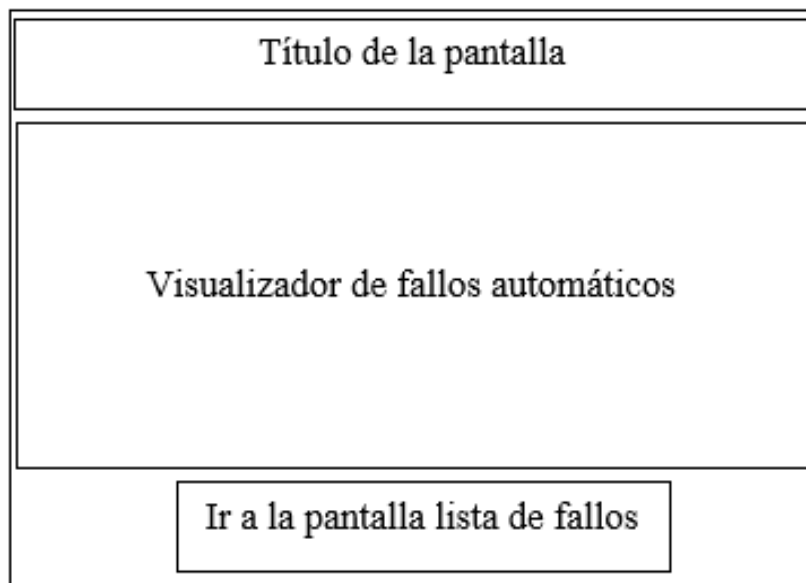 Título de la pantalla
Visualizador de fallos automáticos
Ir a la pantalla lista de fallos